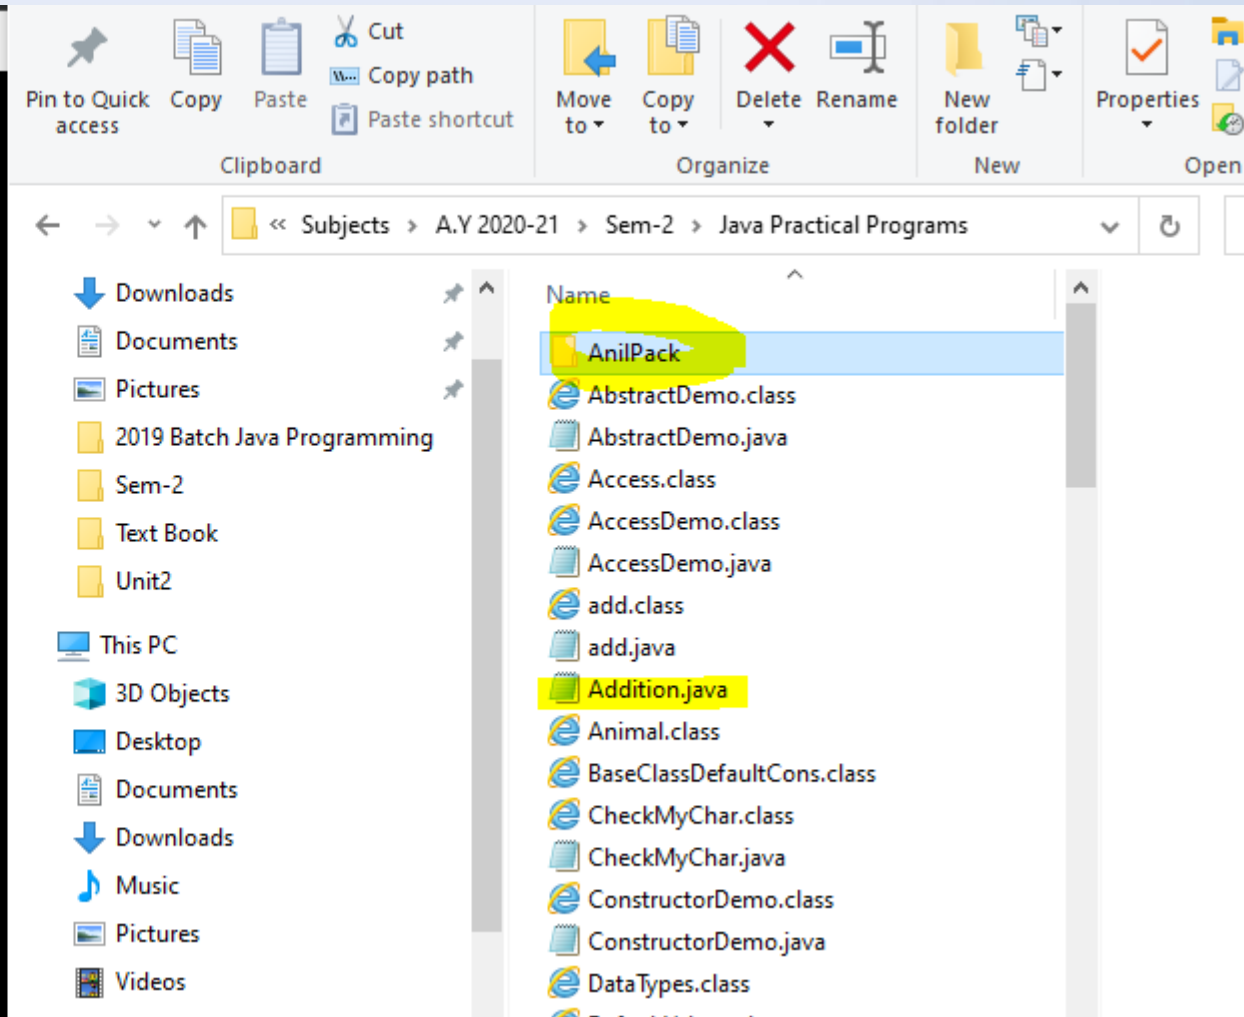 Cut
Copy path
Paste shortcut
Pin to Quick access
Copy
Paste
Clipboard
Move to
Copy to
Delete
Rename
Organize
New folder
New
Properties
Open
« Subjects > A.Y 2020-21 > Sem-2 > Java Practical Programs
Downloads
Documents
Pictures
2019 Batch Java Programming
Sem-2
Text Book
Unit2
This PC
3D Objects
Desktop
Documents
Downloads
Music
Pictures
Videos
Name
AnilPack
AbstractDemo.class
AbstractDemo.java
Access.class
AccessDemo.class
AccessDemo.java
add.class
add.java
Addition.java
Animal.class
BaseClassDefaultCons.class
CheckMyChar.class
CheckMyChar.java
ConstructorDemo.class
ConstructorDemo.java
DataTypes.class